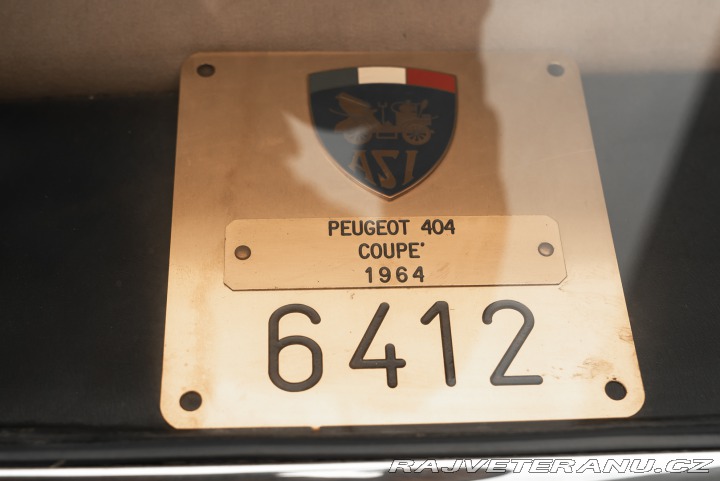 ASI
PEUGEOT 404
COUPE'
1964
6412
RAJVETERANU.CZ